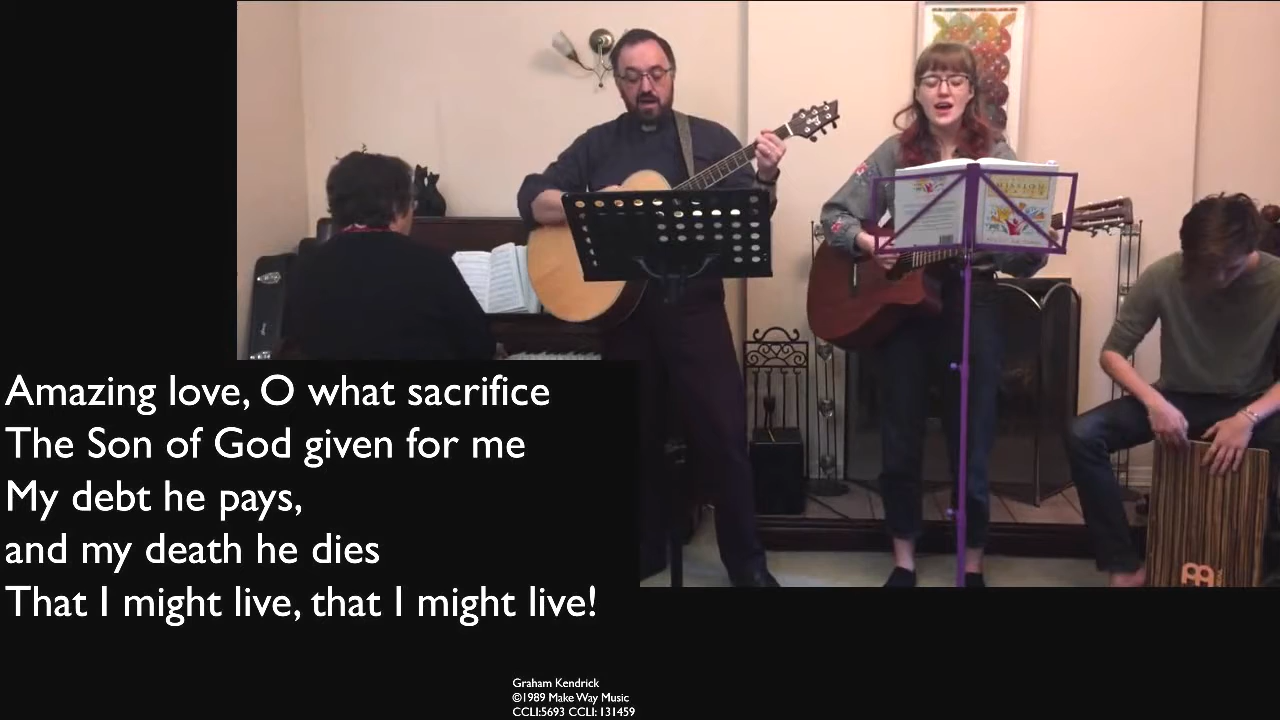 Amazing love, O what sacrifice
The Son of God given for me
My debt he pays,
and my death he dies
That I might live, that I might live!
Graham Kendrick
©1989 Make Way Music
CCLI:5693 CCLI: 131459